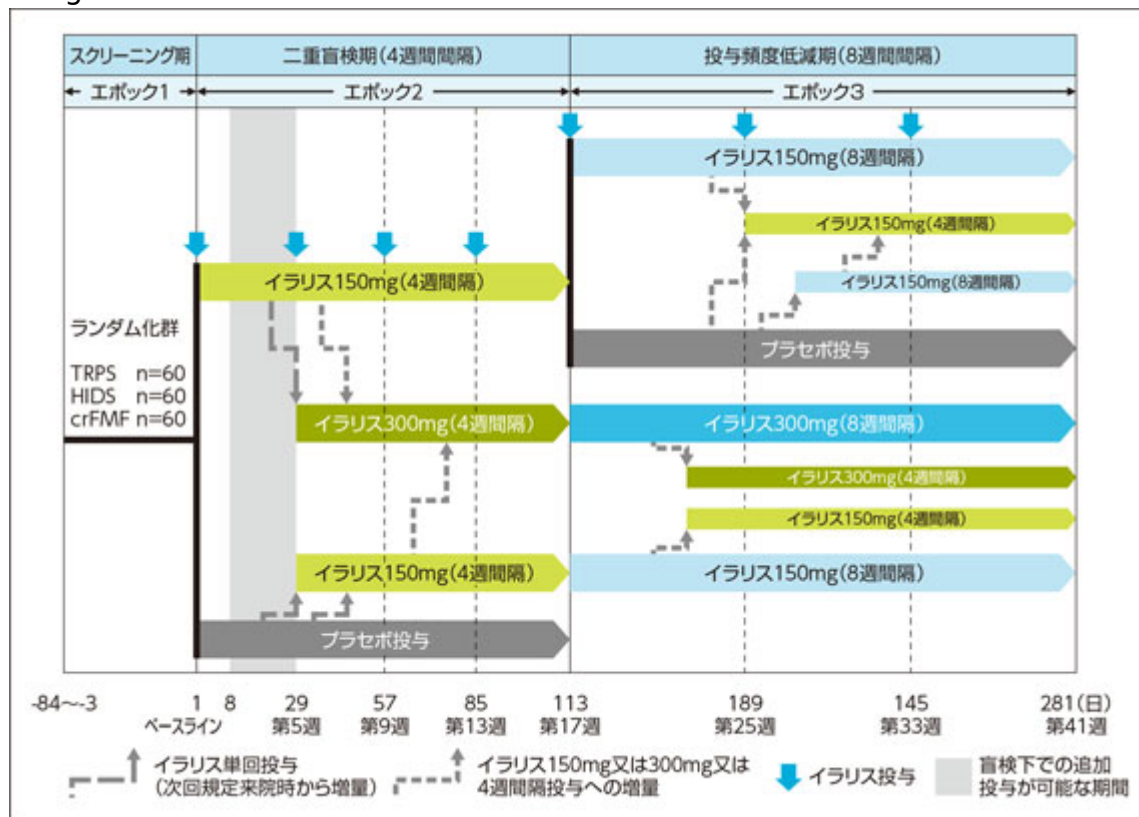 スクリーニング期
二重盲検期(4週間間隔)
投与頻度低減期(8週間間隔)
エポック1
エポック2
エポック3
イラリス150mg(8週間隔)
イラリス150mg(4週間隔)
イラリス150mg(4週間隔)
イラリス150mg(8週間隔)
ランダム化群
プラセボ投与
TRPS n=60
HIDS n=60
crFMF n=60
イラリス300mg(4週間隔)
イラリス300mg(8週間隔)
イラリス300mg(4週間隔)
イラリス150mg(4週間隔)
イラリス150mg(4週間隔)
イラリス150mg(8週間隔)
プラセボ投与
-84～-3 1 8 29 57 85 113 189 145 281(日)
ベースライン 第5週 第9週 第13週 第17週 第25週 第33週 第41週
イラリス単回投与
(次回規定来院時から増量)
イラリス150mg又は300mg又は
4週間隔投与への増量
イラリス投与
盲検下での追加
投与が可能な期間